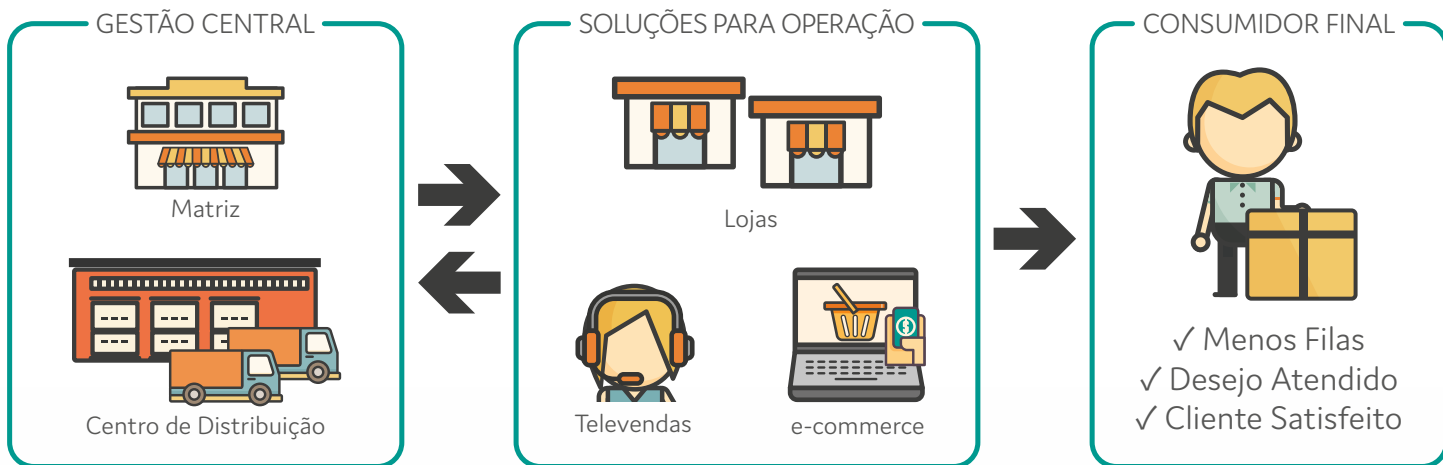 GESTÃO CENTRAL
Matriz
Centro de Distribuição
SOLUÇÕES PARA OPERAÇÃO
Lojas
Televendas
e-commerce
CONSUMIDOR FINAL
✓ Menos Filas
✓ Desejo Atendido
✓ Cliente Satisfeito